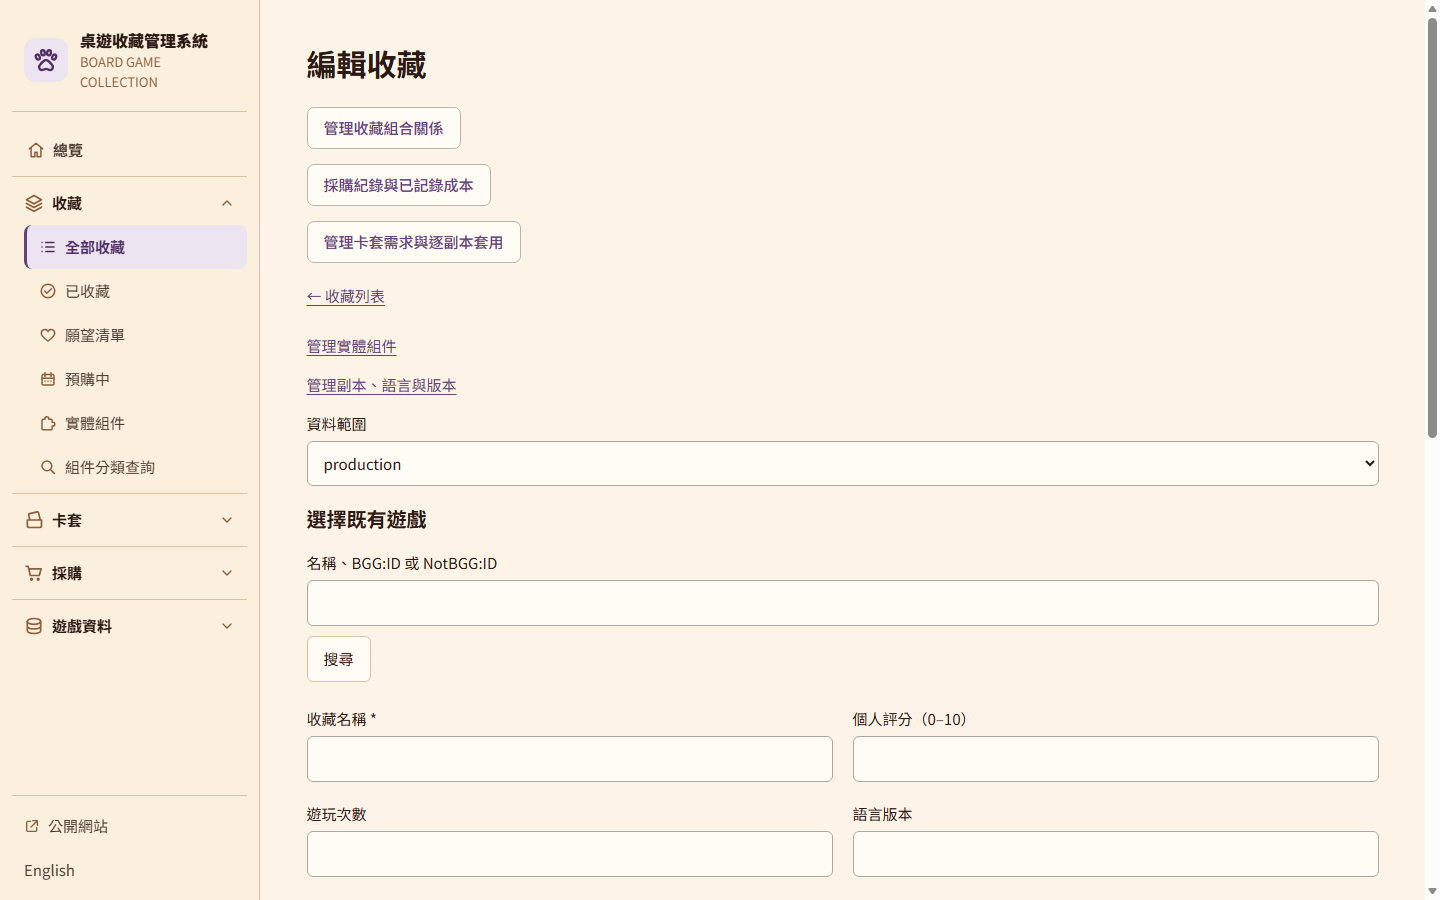 桌遊收藏管理系統
BOARD GAME
COLLECTION
總覽
收藏
全部收藏
已收藏
願望清單
預購中
實體組件
組件分類查詢
卡套
採購
遊戲資料
公開網站
English
編輯收藏
管理收藏組合關係
採購紀錄與已記錄成本
管理卡套需求與逐副本套用
← 收藏列表
管理實體組件
管理副本、語言與版本
資料範圍
production
選擇既有遊戲
名稱、BGG:ID 或 NotBGG:ID
搜尋
收藏名稱 *
個人評分（0–10）
遊玩次數
語言版本